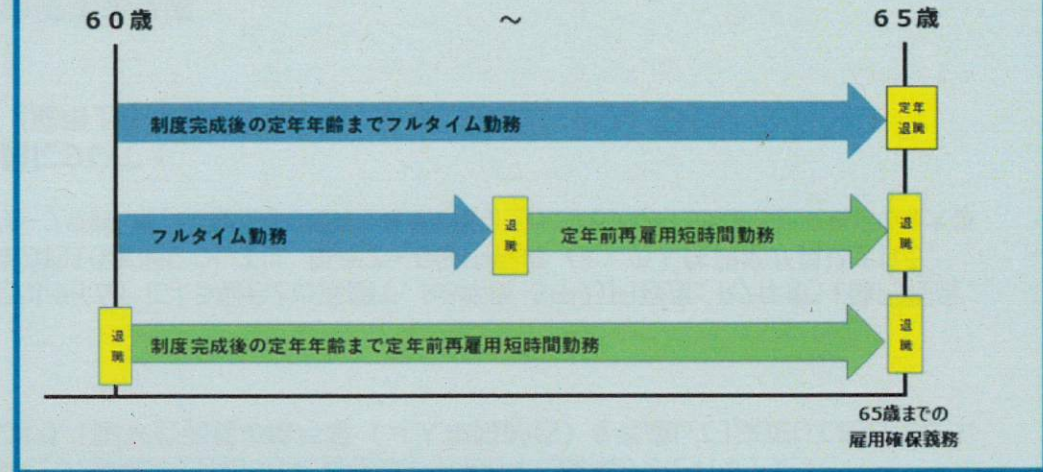 60歳 ~ 65歳
制度完成後の定年年齢までフルタイム勤務
定年
退職
フルタイム勤務
退
職
定年前再雇用短時間勤務
退
職
退
職
制度完成後の定年年齢まで定年前再雇用短時間勤務
退
職
65歳までの
雇用確保義務